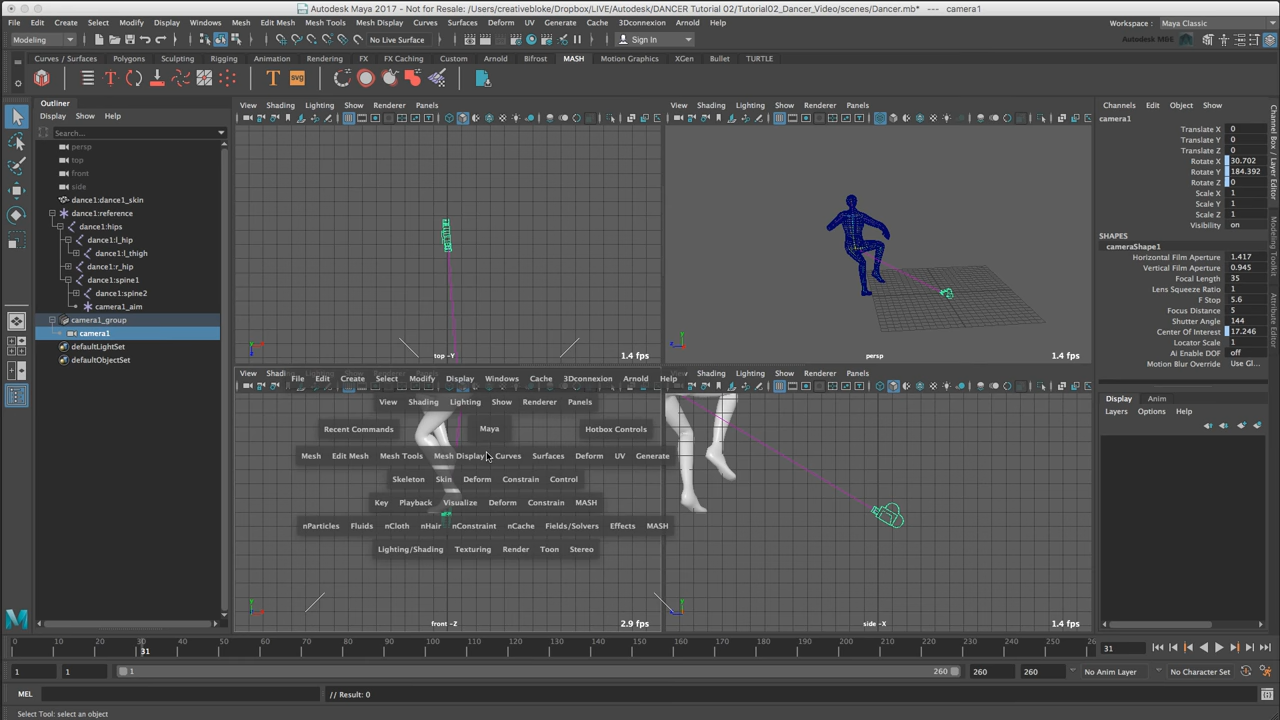 Autodesk Maya 2017 - Not for Resale: /Users/creativebloke/Dropbox/LIVE/Autodesk/DANCER Tutorial 02/Tutorial02_Dancer_Video/scenes/Dancer.mb* --- camera1
File Edit Create Select Modify Display Windows Mesh Edit Mesh Mesh Tools Mesh Display Curves Surfaces Deform UV Generate Cache 3Dconnexion Arnold Help Workspace : Maya Classic
Modeling No Live Surface Sign In Autodesk M&E
Curves / Surfaces Polygons Sculpting Rigging Animation Rendering FX FX Caching Custom Arnold Bifrost MASH Motion Graphics XGen Bullet TURTLE
Outliner
Display Show Help
Search...
persp
top
front
side
dance1:dance1_skin
dance1:reference
dance1:hips
dance1:l_hip
dance1:l_thigh
dance1:r_hip
dance1:spine1
dance1:spine2
camera1_aim
camera1_group
camera1
defaultLightSet
defaultObjectSet
View Shading Lighting Show Renderer Panels
top -Y
1.4 fps
View Shading Lighting Show Renderer Panels
persp
1.4 fps
View
File Edit Create Select Modify Display Windows Cache 3Dconnexion Arnold Help
View Shading Lighting Show Renderer Panels
Recent Commands Maya Hotbox Controls
Mesh Edit Mesh Mesh Tools Mesh Display Curves Surfaces Deform UV Generate
Skeleton Skin Deform Constrain Control
Key Playback Visualize Deform Constrain MASH
nParticles Fluids nCloth nHair nConstraint nCache Fields/Solvers Effects MASH
Lighting/Shading Texturing Render Toon Stereo
front -Z
2.9 fps
Shading Lighting Show Renderer Panels
side -X
1.4 fps
Channels Edit Object Show
camera1
Translate X 0
Translate Y 0
Translate Z 0
Rotate X 30.702
Rotate Y 184.392
Rotate Z 0
Scale X 1
Scale Y 1
Scale Z 1
Visibility on
SHAPES
cameraShape1
Horizontal Film Aperture 1.417
Vertical Film Aperture 0.945
Focal Length 35
Lens Squeeze Ratio 1
F Stop 5.6
Focus Distance 5
Shutter Angle 144
Center Of Interest 17.246
Locator Scale 1
AI Enable DOF off
Motion Blur Override Use Gl...
Display Anim
Layers Options Help
Channel Box / Layer Editor
Modeling Toolkit
Attribute Editor
0 10 20 30 40 50 60 70 80 90 100 110 120 130 140 150 160 170 180 190 200 210 220 230 240 250 26
31
31
1 1 1 260 260 260 No Anim Layer No Character Set
MEL // Result: 0
Select Tool: select an object